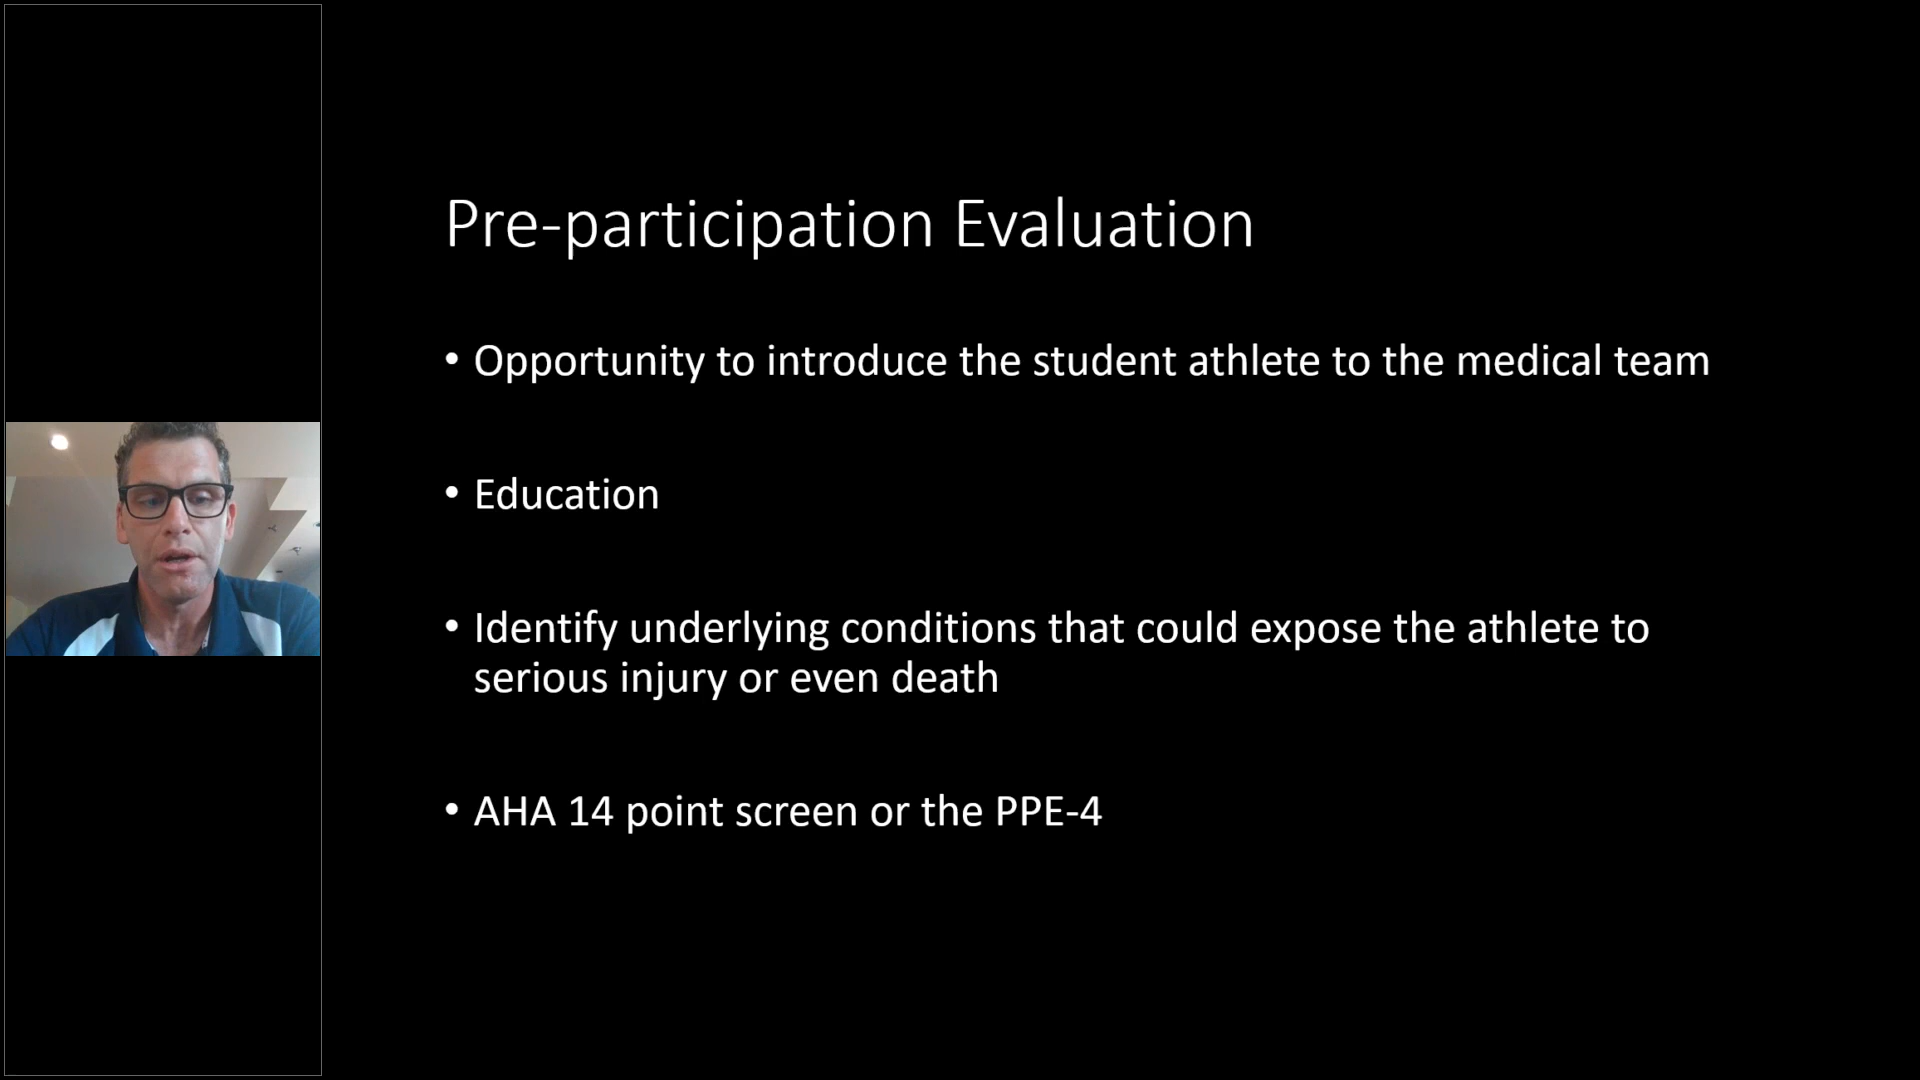 Pre-participation Evaluation
• Opportunity to introduce the student athlete to the medical team
• Education
• Identify underlying conditions that could expose the athlete to
serious injury or even death
• AHA 14 point screen or the PPE-4